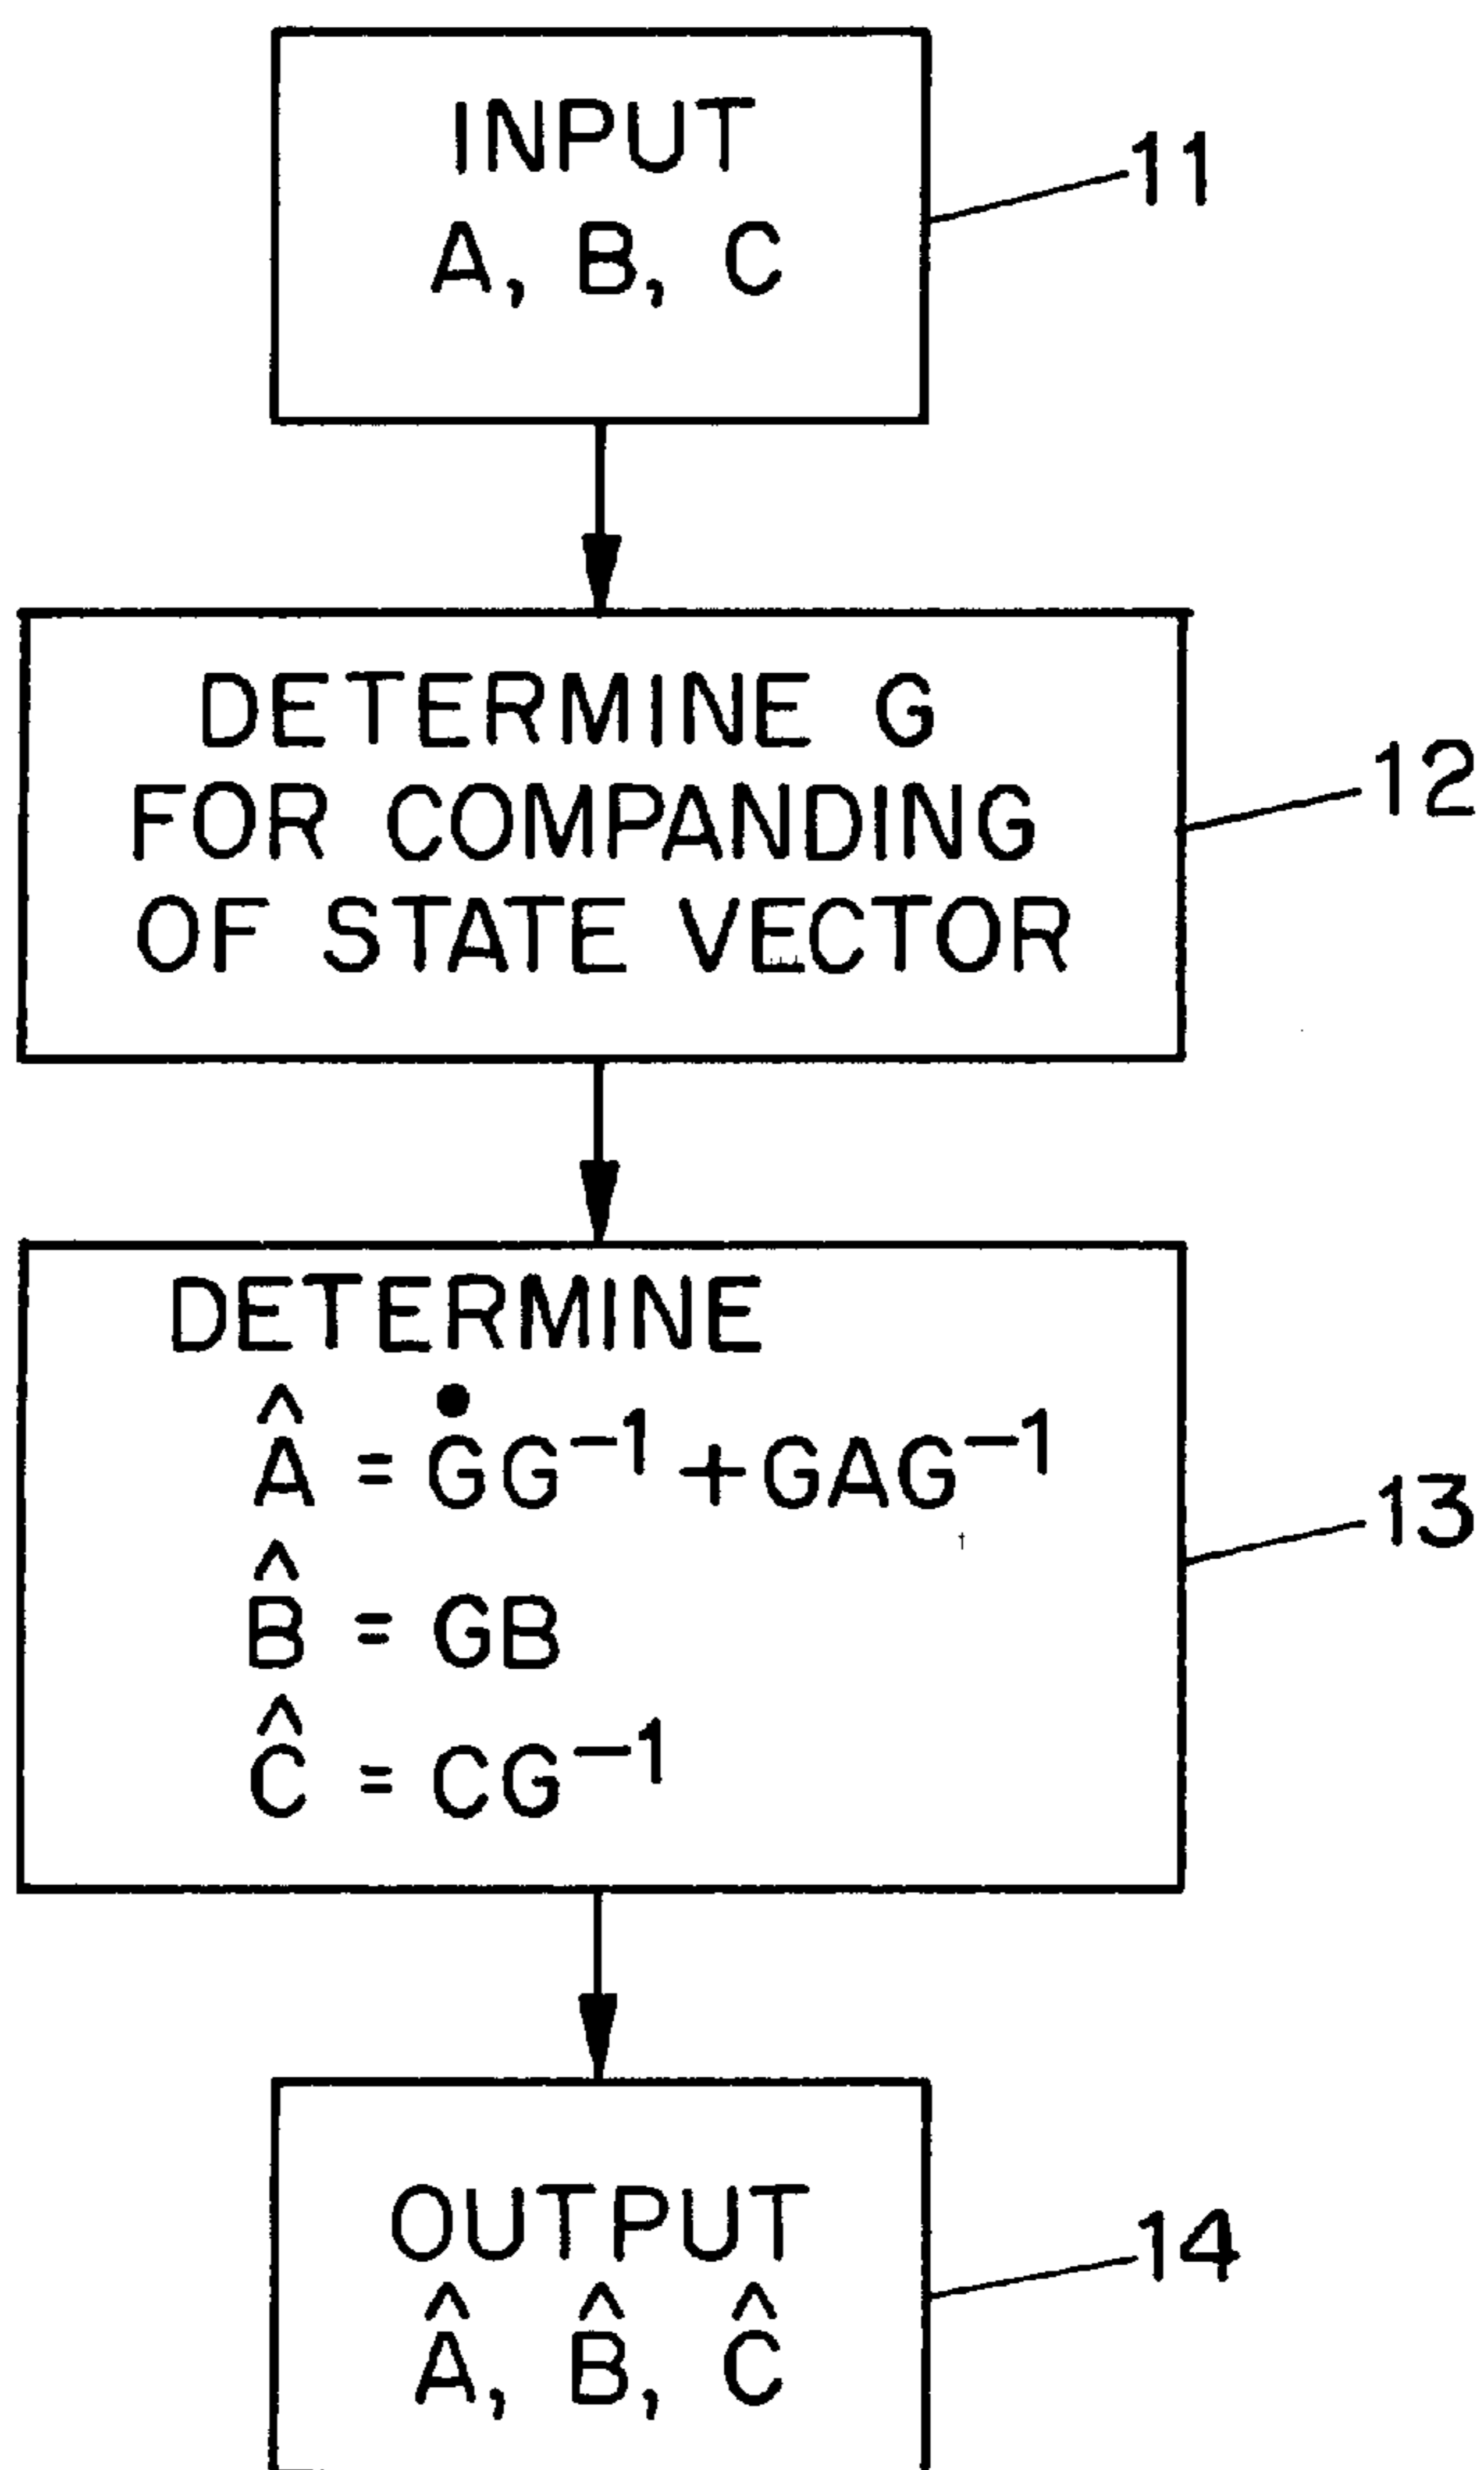 INPUT
A, B, C
11
DETERMINE G
FOR COMPANDING
OF STATE VECTOR
12
DETERMINE
Â = ĠG⁻¹+GAG⁻¹
B̂ = GB
Ĉ = CG⁻¹
13
OUTPUT
Â, B̂, Ĉ
14